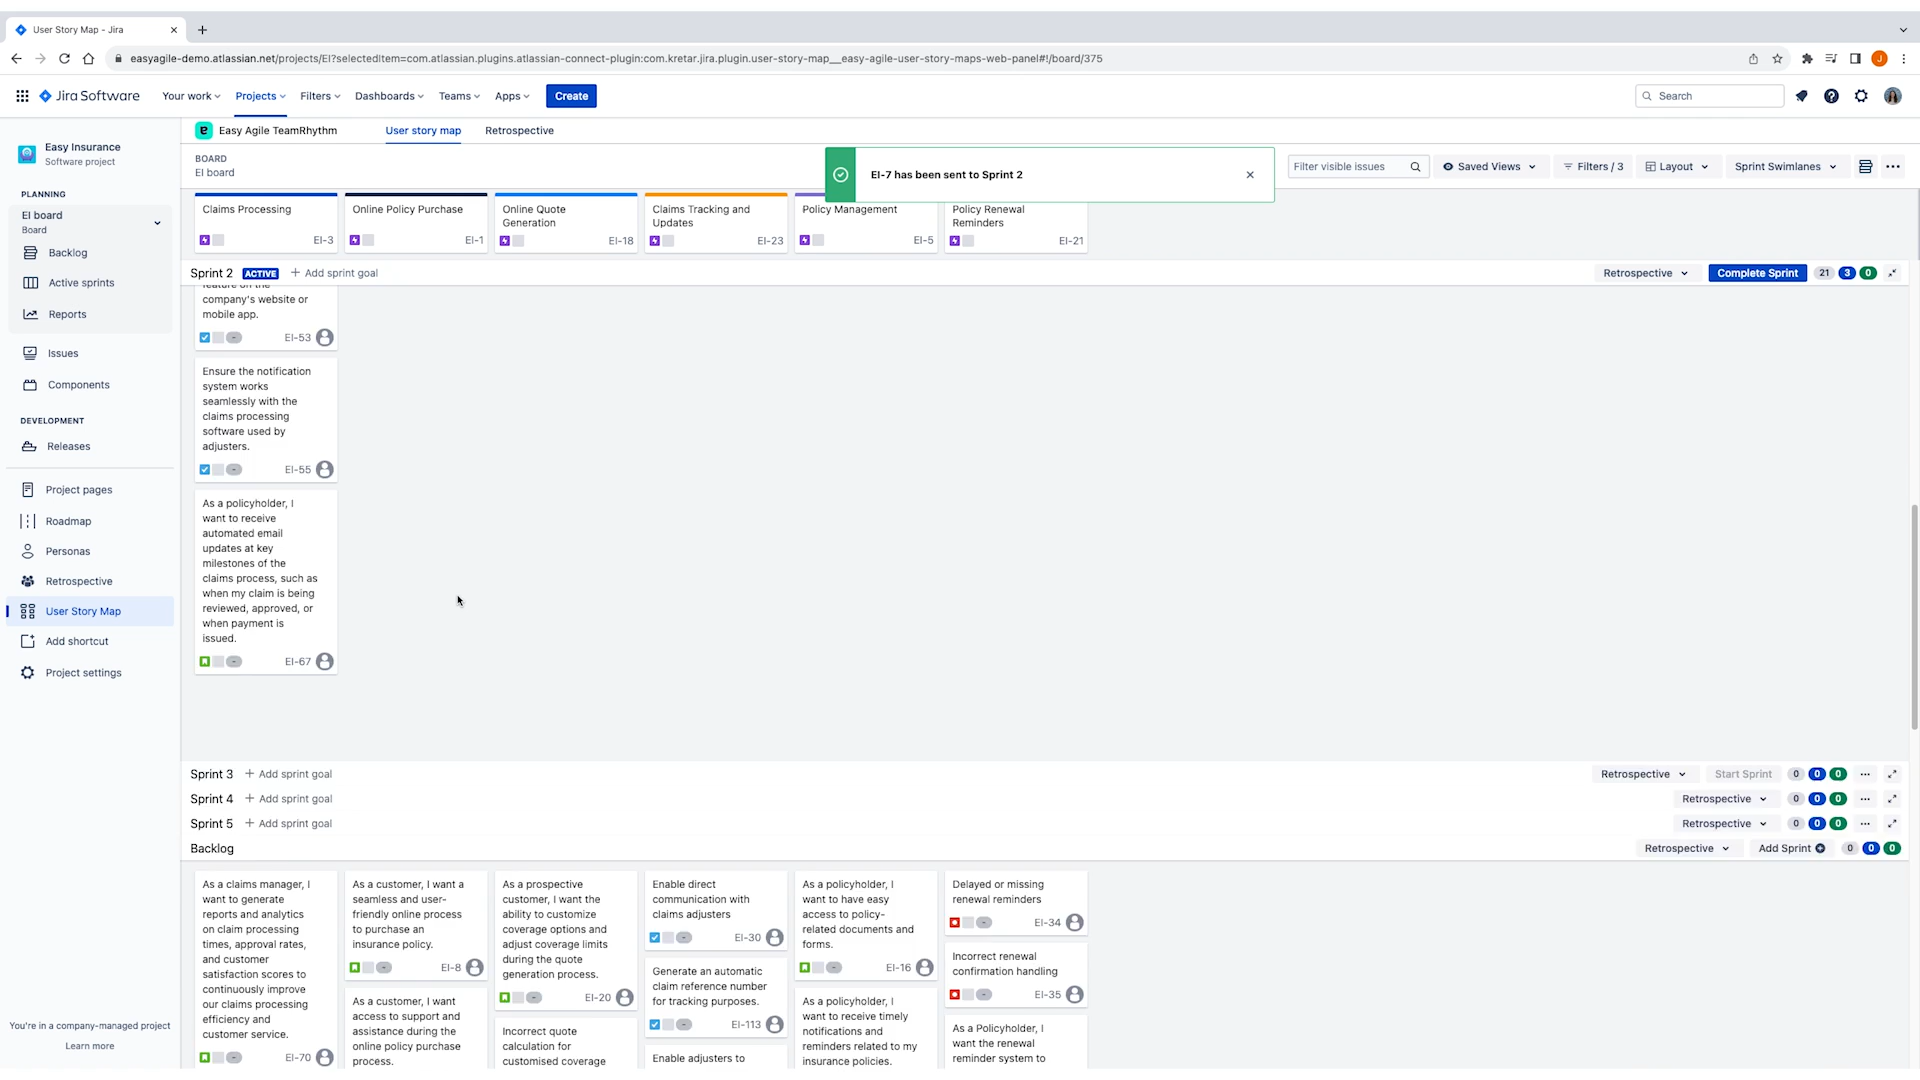 User Story Map - Jira
easyagile-demo.atlassian.net/projects/EI?selectedItem=com.atlassian.plugins.atlassian-connect-plugin:com.kretar.jira.plugin.user-story-map__easy-agile-user-story-maps-web-panel#!/board/375
J
Jira Software
Your work
Projects
Filters
Dashboards
Teams
Apps
Create
Search
Easy Insurance
Software project
PLANNING
EI board
Board
Backlog
Active sprints
Reports
Issues
Components
DEVELOPMENT
Releases
Project pages
Roadmap
Personas
Retrospective
User Story Map
Add shortcut
Project settings
You're in a company-managed project
Learn more
Easy Agile TeamRhythm
User story map
Retrospective
BOARD
EI board
EI-7 has been sent to Sprint 2
Filter visible issues
Saved Views
Filters / 3
Layout
Sprint Swimlanes
Claims Processing
EI-3
Online Policy Purchase
EI-1
Online Quote
Generation
EI-18
Claims Tracking and
Updates
EI-23
Policy Management
EI-5
Policy Renewal
Reminders
EI-21
Sprint 2 ACTIVE + Add sprint goal
Retrospective
Complete Sprint
21 3 0
feature on the
company's website or
mobile app.
- EI-53
Ensure the notification
system works
seamlessly with the
claims processing
software used by
adjusters.
- EI-55
As a policyholder, I
want to receive
automated email
updates at key
milestones of the
claims process, such as
when my claim is being
reviewed, approved, or
when payment is
issued.
- EI-67
Sprint 3 + Add sprint goal
Retrospective
Start Sprint
0 0 0
Sprint 4 + Add sprint goal
Retrospective
0 0 0
Sprint 5 + Add sprint goal
Retrospective
0 0 0
Backlog
Retrospective
Add Sprint
0 0 0
As a claims manager, I
want to generate
reports and analytics
on claim processing
times, approval rates,
and customer
satisfaction scores to
continuously improve
our claims processing
efficiency and
customer service.
- EI-70
As a customer, I want a
seamless and user-
friendly online process
to purchase an
insurance policy.
- EI-8
As a customer, I want
access to support and
assistance during the
online policy purchase
process.
As a prospective
customer, I want the
ability to customize
coverage options and
adjust coverage limits
during the quote
generation process.
- EI-20
Incorrect quote
calculation for
customised coverage
Enable direct
communication with
claims adjusters
- EI-30
Generate an automatic
claim reference number
for tracking purposes.
- EI-113
Enable adjusters to
As a policyholder, I
want to have easy
access to policy-
related documents and
forms.
- EI-16
As a policyholder, I
want to receive timely
notifications and
reminders related to my
insurance policies.
Delayed or missing
renewal reminders
- EI-34
Incorrect renewal
confirmation handling
- EI-35
As a Policyholder, I
want the renewal
reminder system to